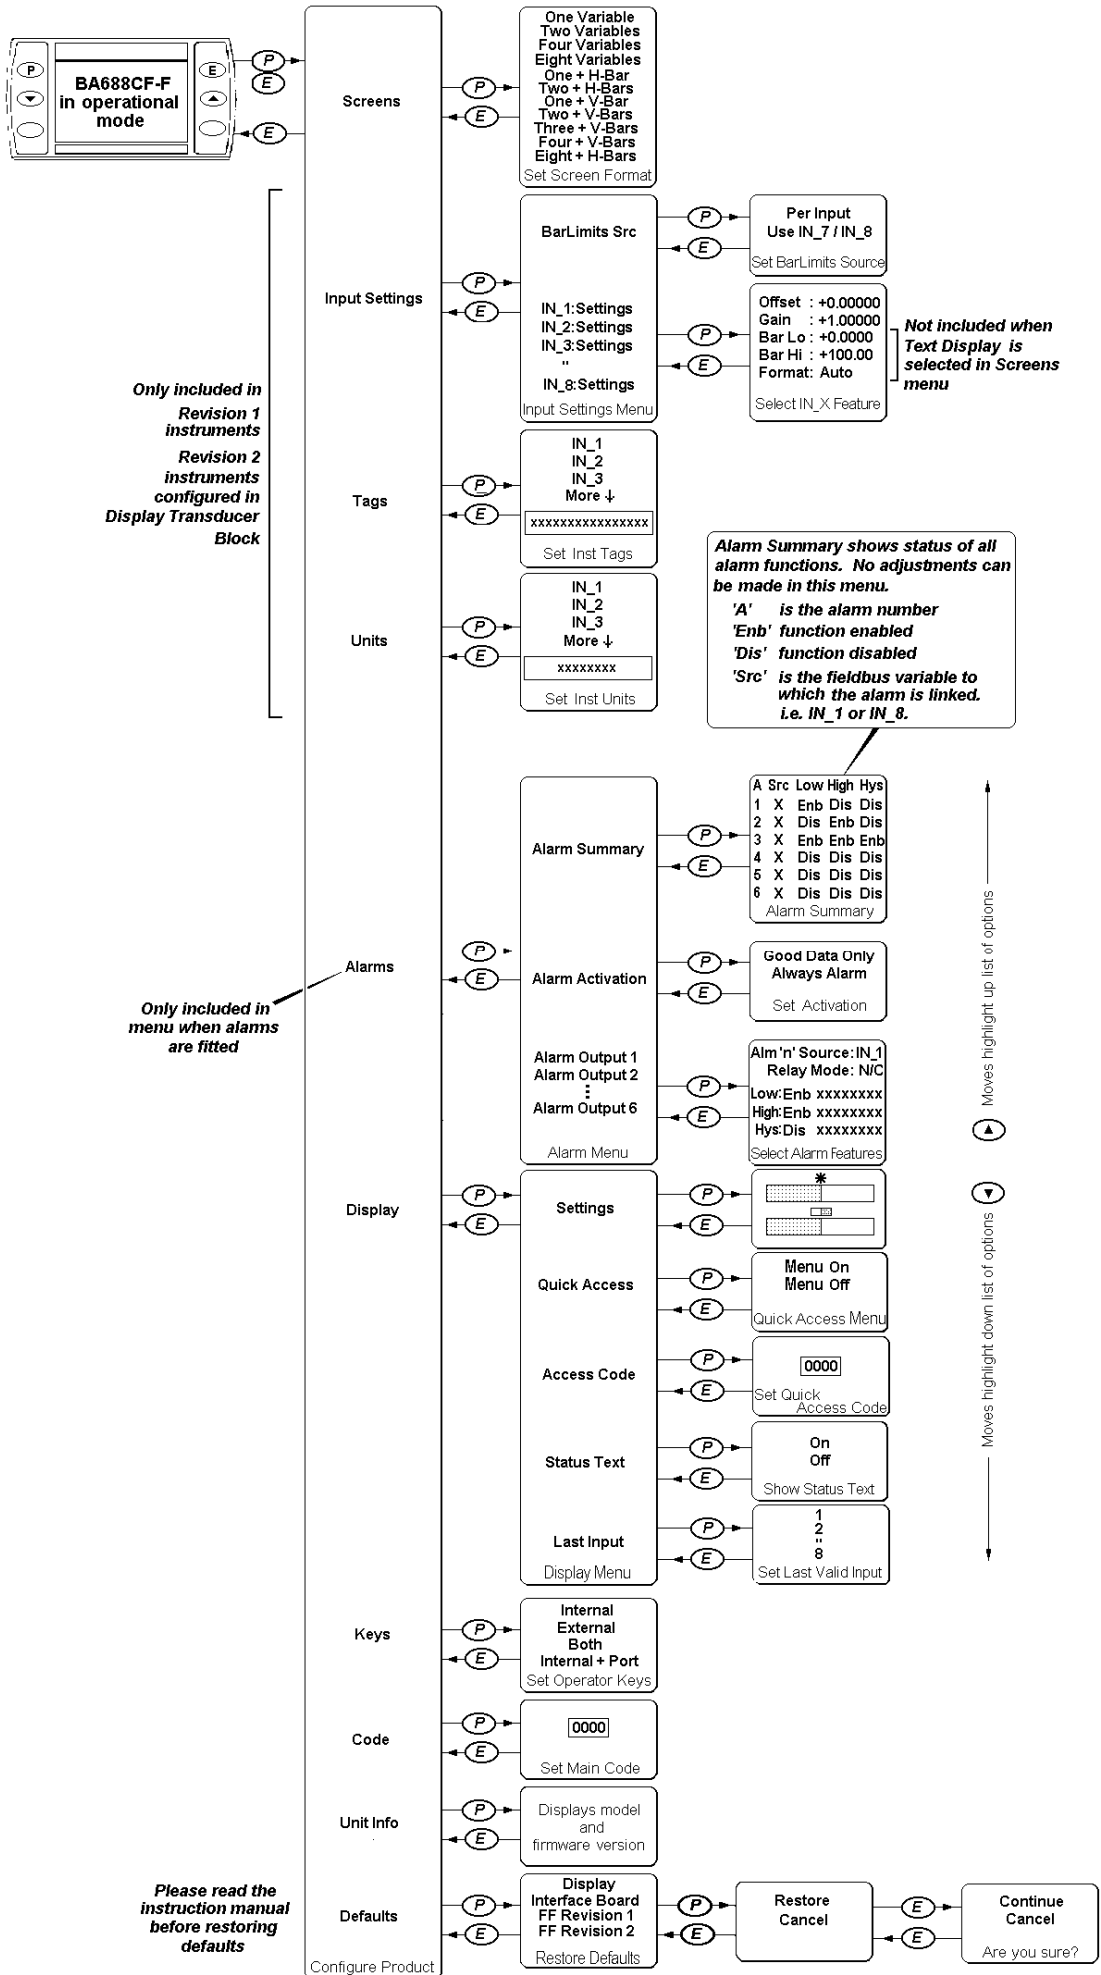 P
E
BA688CF-F
in operational
mode
P
E
E
Screens
P
E
One Variable
Two Variables
Four Variables
Eight Variables
One + H-Bar
Two + H-Bars
One + V-Bar
Two + V-Bars
Three + V-Bars
Four + V-Bars
Eight + H-Bars
Set Screen Format
Only included in
Revision 1
instruments
Revision 2
instruments
configured in
Display Transducer
Block
Input Settings
P
E
BarLimits Src
IN_1:Settings
IN_2:Settings
IN_3:Settings
"
IN_8:Settings
Input Settings Menu
P
E
Per Input
Use IN_7 / IN_8
Set BarLimits Source
P
E
Offset : +0.00000
Gain : +1.00000
Bar Lo : +0.0000
Bar Hi : +100.00
Format: Auto
Select IN_X Feature
Not included when
Text Display is
selected in Screens
menu
Tags
P
E
IN_1
IN_2
IN_3
More ↓
xxxxxxxxxxxxxxxx
Set Inst Tags
Units
P
E
IN_1
IN_2
IN_3
More ↓
xxxxxxxx
Set Inst Units
Alarm Summary shows status of all
alarm functions. No adjustments can
be made in this menu.
'A' is the alarm number
'Enb' function enabled
'Dis' function disabled
'Src' is the fieldbus variable to
which the alarm is linked.
i.e. IN_1 or IN_8.
Alarms
Only included in
menu when alarms
are fitted
P
E
Alarm Summary
Alarm Activation
Alarm Output 1
Alarm Output 2
Alarm Output 6
Alarm Menu
P
E
A Src Low High Hys
1 X Enb Dis Dis
2 X Dis Enb Dis
3 X Enb Enb Enb
4 X Dis Dis Dis
5 X Dis Dis Dis
6 X Dis Dis Dis
Alarm Summary
P
E
Good Data Only
Always Alarm
Set Activation
P
E
Alm 'n' Source: IN_1
Relay Mode: N/C
Low:Enb xxxxxxxx
High:Enb xxxxxxxx
Hys:Dis xxxxxxxx
Select Alarm Features
Moves highlight up list of options
Moves highlight down list of options
Display
P
E
Settings
Quick Access
Access Code
Status Text
Last Input
Display Menu
P
E
P
E
Menu On
Menu Off
Quick Access Menu
P
E
0000
Set Quick
Access Code
P
E
On
Off
Show Status Text
P
E
1
2
"
8
Set Last Valid Input
Keys
P
E
Internal
External
Both
Internal + Port
Set Operator Keys
Code
P
E
0000
Set Main Code
Unit Info
P
E
Displays model
and
firmware version
Please read the
instruction manual
before restoring
defaults
Defaults
Configure Product
P
E
Display
Interface Board
FF Revision 1
FF Revision 2
Restore Defaults
P
E
Restore
Cancel
E
E
Continue
Cancel
Are you sure?